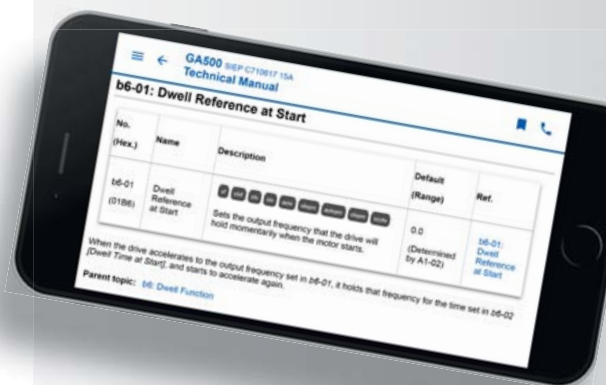 GA500 SIEP C710617 15A
Technical Manual
b6-01: Dwell Reference at Start
No.
(Hex.)
Name
Description
Default
(Range)
Ref.
b6-01
(01B6)
Dwell
Reference
at Start
Sets the output frequency that the drive will
hold momentarily when the motor starts.
0.0
(Determined
by A1-02)
b6-01:
Dwell
Reference
at Start
When the drive accelerates to the output frequency set in b6-01, it holds that frequency for the time set in b6-02
[Dwell Time at Start], and starts to accelerate again.
Parent topic: b6: Dwell Function